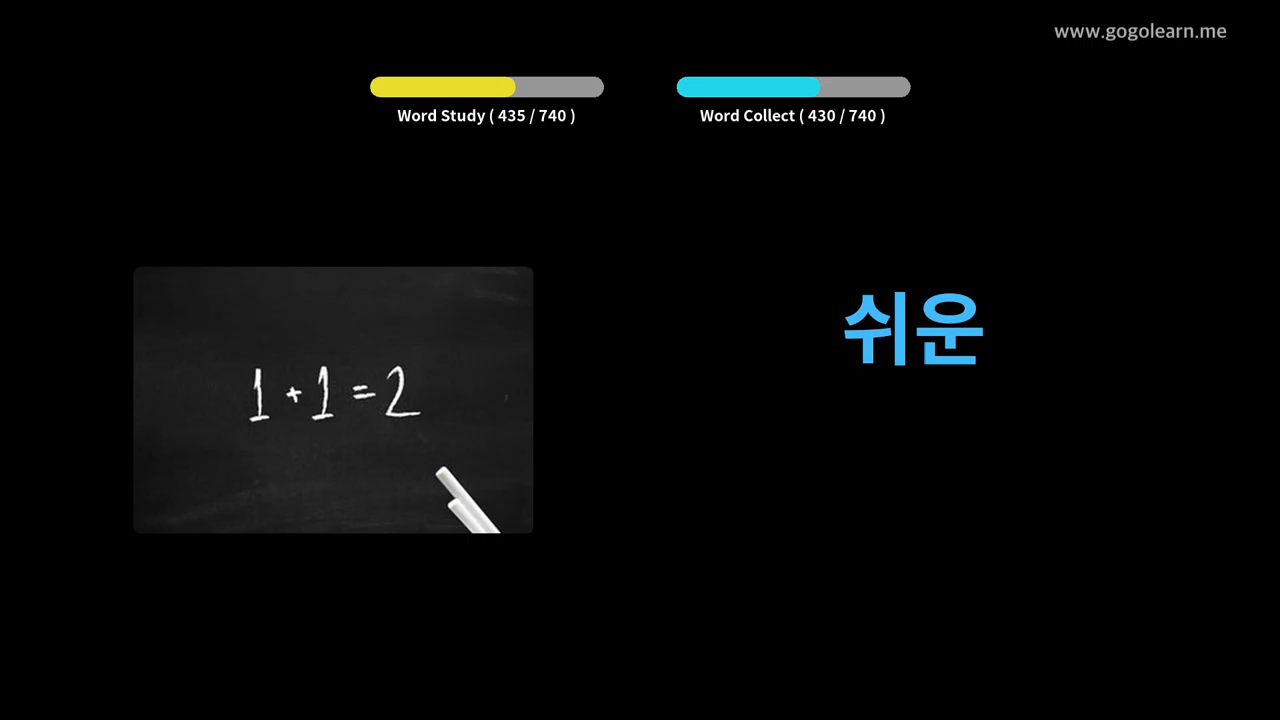 www.gogolearn.me
Word Study ( 435 / 740 )
Word Collect ( 430 / 740 )
1 + 1 = 2
쉬운